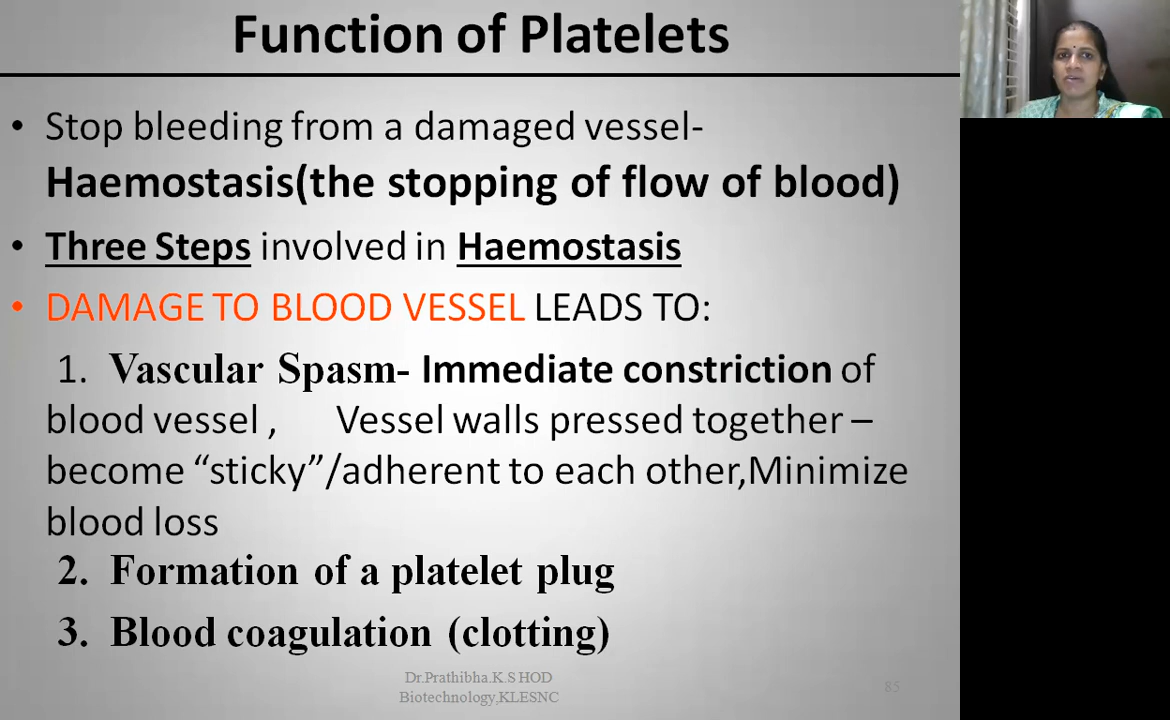 Function of Platelets
• Stop bleeding from a damaged vessel-
Haemostasis(the stopping of flow of blood)
• Three Steps involved in Haemostasis
• DAMAGE TO BLOOD VESSEL LEADS TO:
1. Vascular Spasm- Immediate constriction of
blood vessel , Vessel walls pressed together –
become “sticky”/adherent to each other,Minimize
blood loss
2. Formation of a platelet plug
3. Blood coagulation (clotting)
Dr.Prathibha.K.S HOD
Biotechnology,KLESNC
85